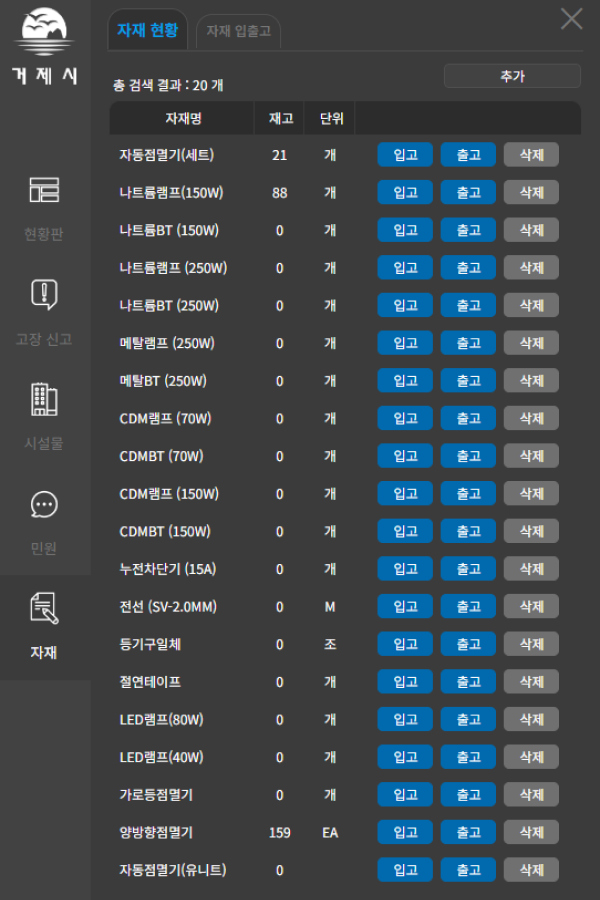 거제시
현황판
고장 신고
시설물
민원
자재
자재 현황 자재 입출고
총 검색 결과 : 20 개 추가
자재명 재고 단위
자동점멸기(세트) 21 개 입고 출고 삭제
나트륨램프(150W) 88 개 입고 출고 삭제
나트륨BT (150W) 0 개 입고 출고 삭제
나트륨램프 (250W) 0 개 입고 출고 삭제
나트륨BT (250W) 0 개 입고 출고 삭제
메탈램프 (250W) 0 개 입고 출고 삭제
메탈BT (250W) 0 개 입고 출고 삭제
CDM램프 (70W) 0 개 입고 출고 삭제
CDMBT (70W) 0 개 입고 출고 삭제
CDM램프 (150W) 0 개 입고 출고 삭제
CDMBT (150W) 0 개 입고 출고 삭제
누전차단기 (15A) 0 개 입고 출고 삭제
전선 (SV-2.0MM) 0 M 입고 출고 삭제
등기구일체 0 조 입고 출고 삭제
절연테이프 0 개 입고 출고 삭제
LED램프(80W) 0 개 입고 출고 삭제
LED램프(40W) 0 개 입고 출고 삭제
가로등점멸기 0 개 입고 출고 삭제
양방향점멸기 159 EA 입고 출고 삭제
자동점멸기(유니트) 0 입고 출고 삭제